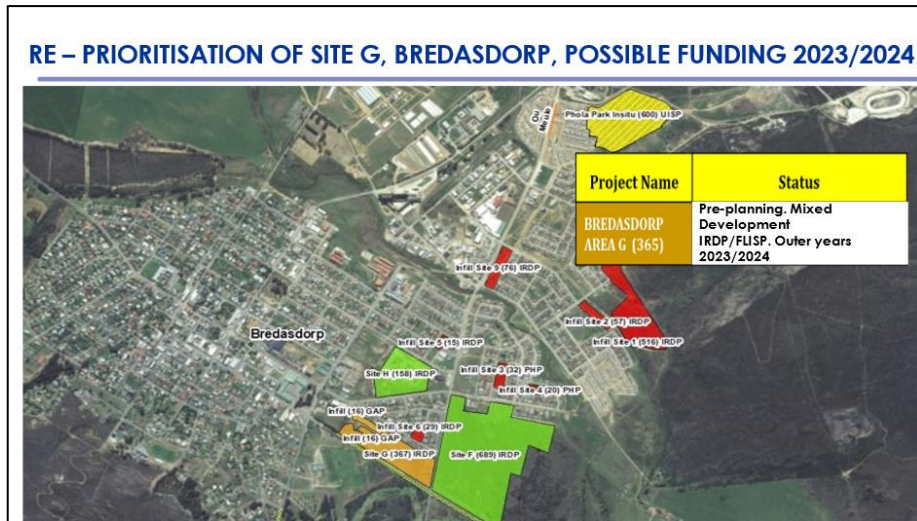 RE – PRIORITISATION OF SITE G, BREDASDORP, POSSIBLE FUNDING 2023/2024
Phola Park Insitu (600) UISP
Project Name
Status
BREDASDORP
AREA G (365)
Pre-planning. Mixed
Development
IRDP/FLISP. Outer years
2023/2024
Infill Site 9 (76) IRDP
Infill Site 2 (57) IRDP
Bredasdorp
Infill Site 5 (15) IRDP
Infill Site 1 (516) IRDP
Site H (158) IRDP
Infill Site 3 (32) PHP
Infill Site 4 (20) PHP
Infill (16) GAP
Infill Site 6 (29) IRDP
Infill (16) GAP
Site G (367) IRDP
Site F (689) IRDP